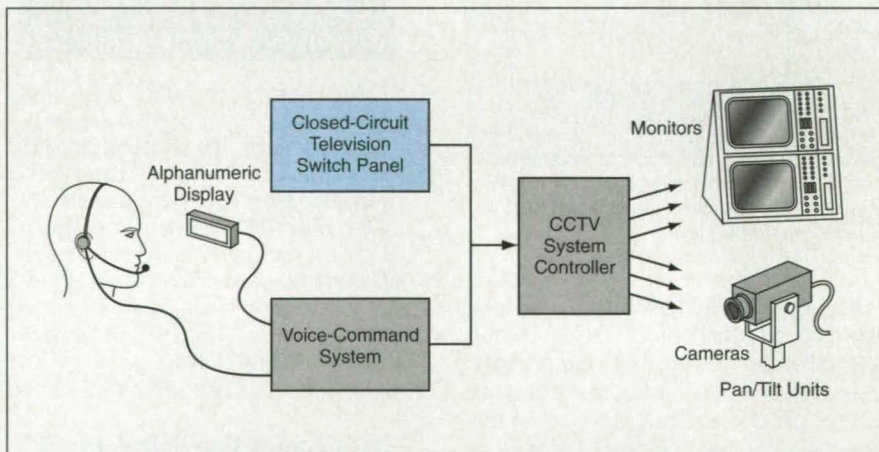 Closed-Circuit
Television
Switch Panel
Alphanumeric
Display
Monitors
CCTV
System
Controller
Voice-Command
System
Cameras
Pan/Tilt Units